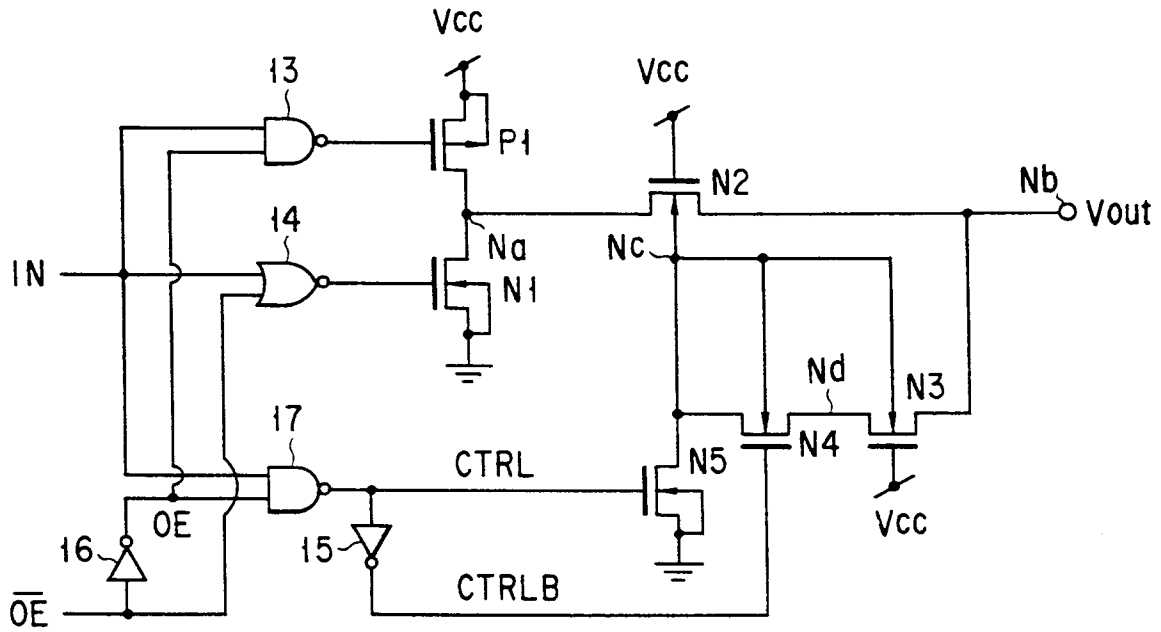 Vcc
13
P1
Vcc
N2
Nb
Vout
14
Na
Nc
IN
N1
Nd
N3
17
CTRL
N5
N4
OE
Vcc
16
15
CTRLB
O̅E̅